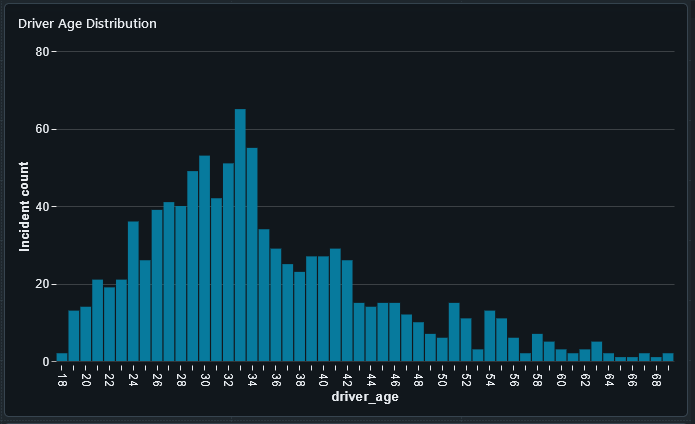 Driver Age Distribution
80
60
40
20
0
Incident count
18 20 22 24 26 28 30 32 34 36 38 40 42 44 46 48 50 52 54 56 58 60 62 64 66 68
driver_age